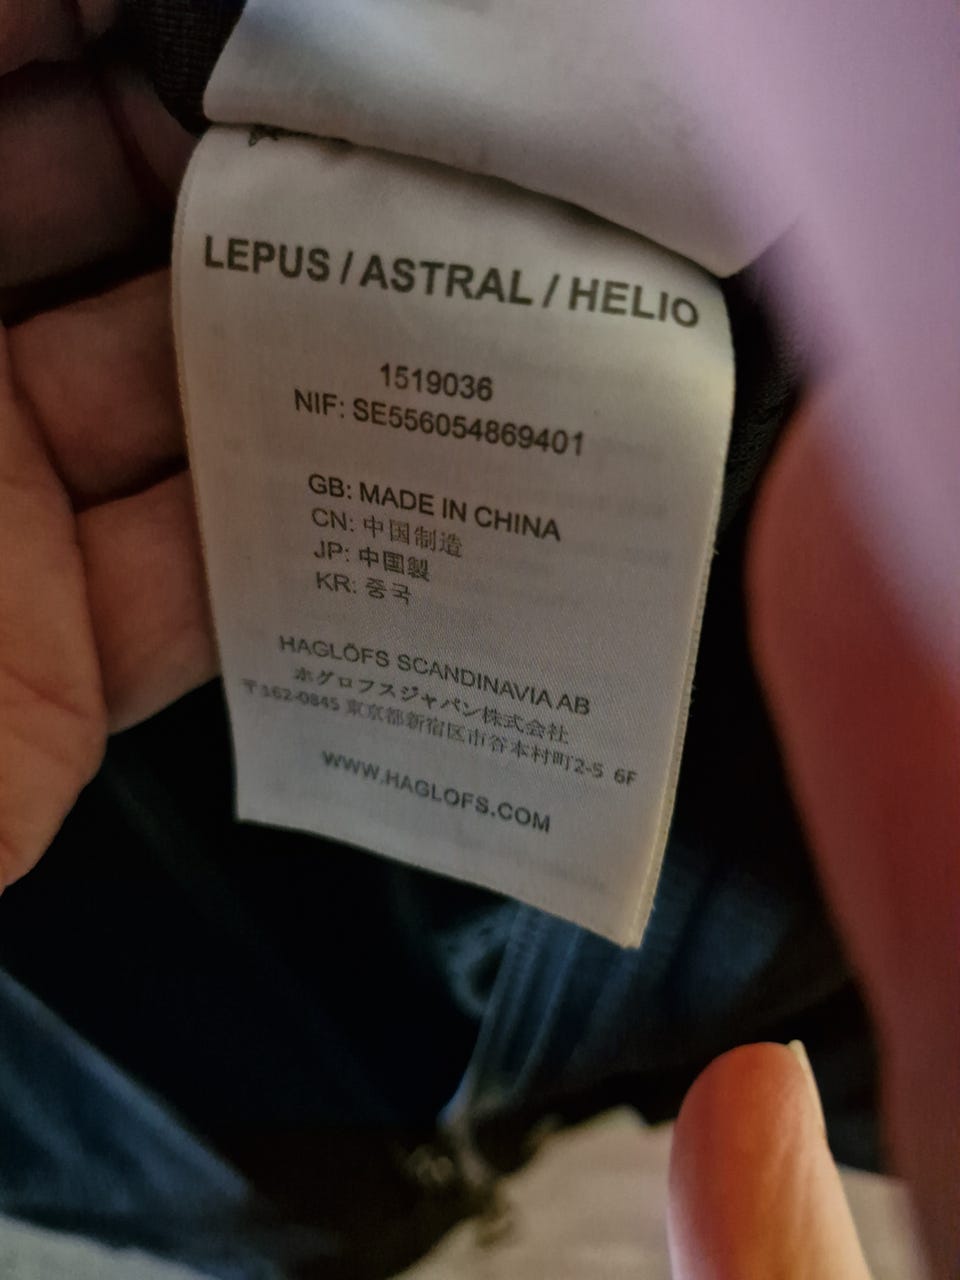 LEPUS / ASTRAL / HELIO
1519036
NIF: SE556054869401
GB: MADE IN CHINA
CN: 中国制造
JP: 中国製
KR: 중국
HAGLÖFS SCANDINAVIA AB
ホグロフスジャパン株式会社
〒162-0845 東京都新宿区市谷本村町2-5 6F
WWW.HAGLOFS.COM